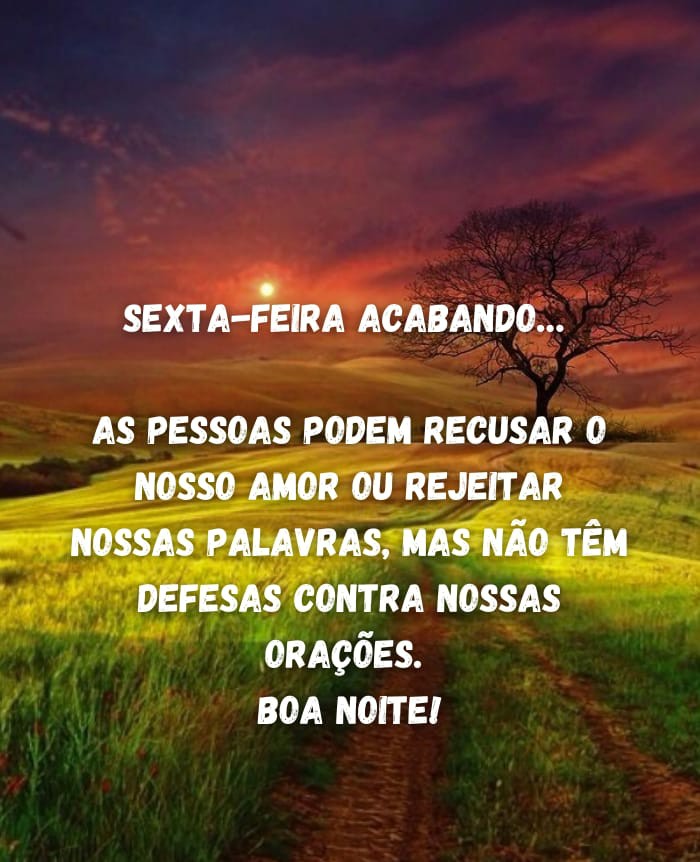 SEXTA-FEIRA ACABANDO...
AS PESSOAS PODEM RECUSAR O
NOSSO AMOR OU REJEITAR
NOSSAS PALAVRAS, MAS NÃO TÊM
DEFESAS CONTRA NOSSAS
ORAÇÕES.
BOA NOITE!